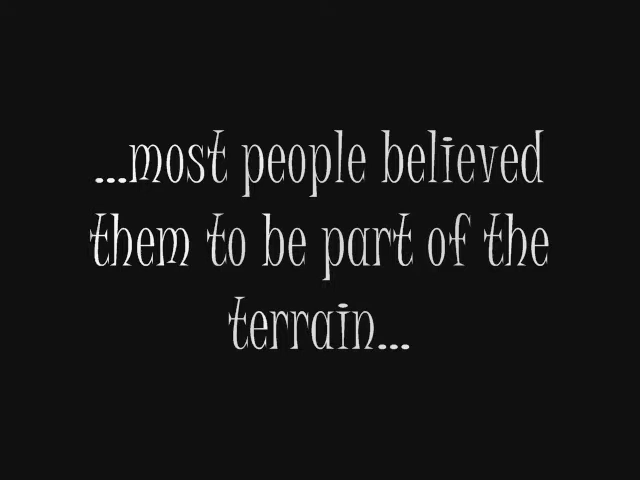 ...most people believed
them to be part of the
terrain...